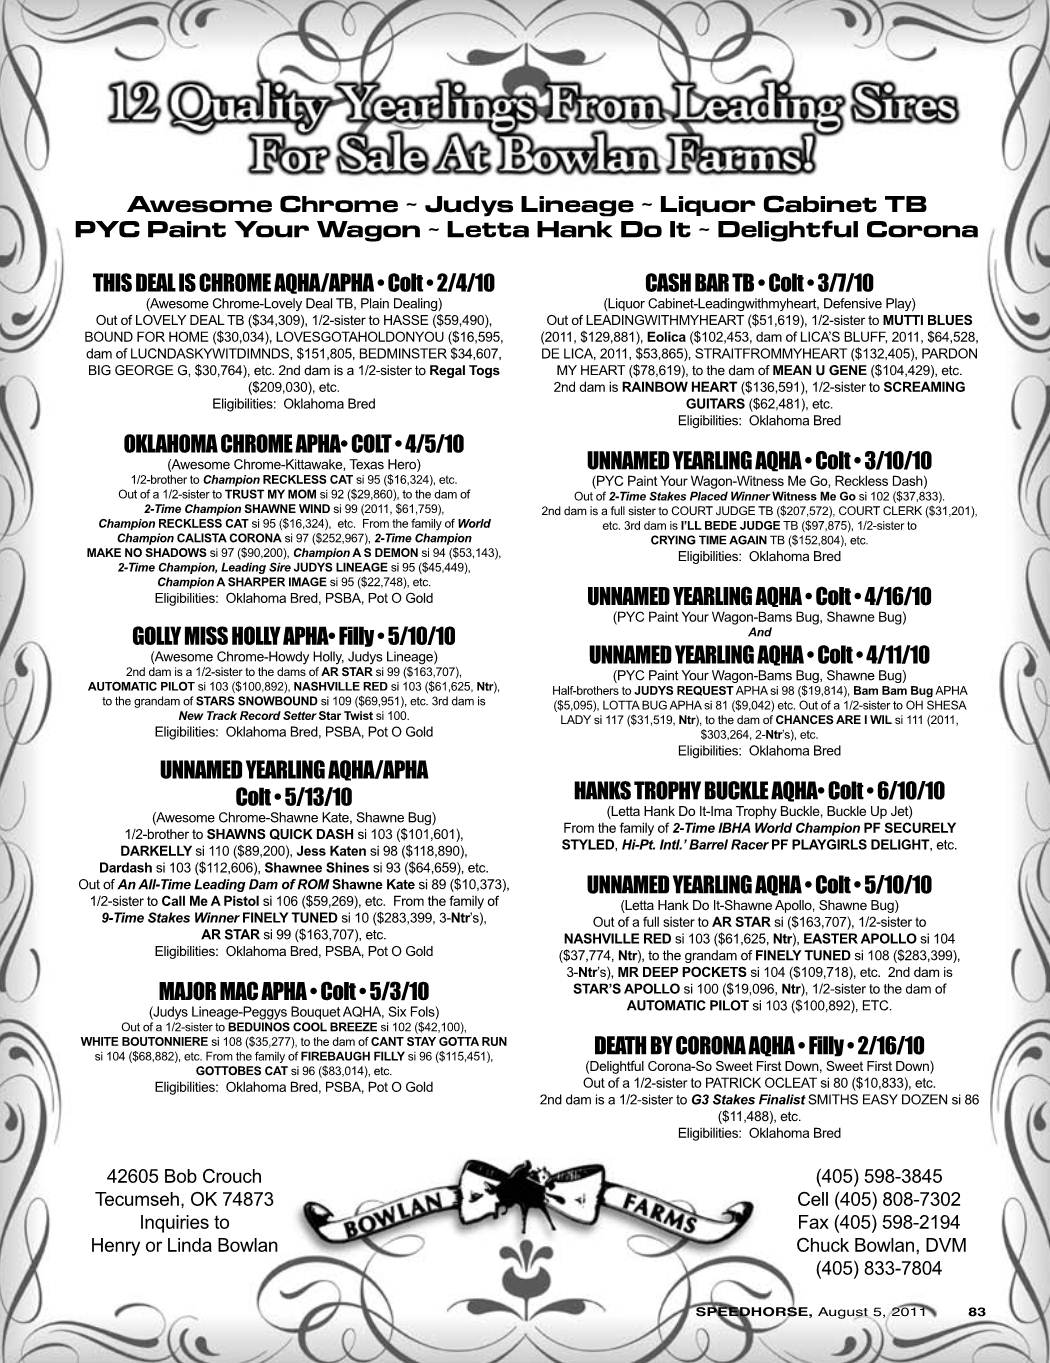 12 Quality Yearlings From Leading Sires
For Sale At Bowlan Farms!
Awesome Chrome ~ Judys Lineage ~ Liquor Cabinet TB
PYC Paint Your Wagon ~ Letta Hank Do It ~ Delightful Corona
THIS DEAL IS CHROME AQHA/APHA • Colt • 2/4/10
(Awesome Chrome-Lovely Deal TB, Plain Dealing)
Out of LOVELY DEAL TB ($34,309), 1/2-sister to HASSE ($59,490),
BOUND FOR HOME ($30,034), LOVESGOTAHOLDONYOU ($16,595,
dam of LUCNDASKYWITDIMNDS, $151,805, BEDMINSTER $34,607,
BIG GEORGE G, $30,764), etc. 2nd dam is a 1/2-sister to Regal Togs
($209,030), etc.
Eligibilities: Oklahoma Bred
OKLAHOMA CHROME APHA• COLT • 4/5/10
(Awesome Chrome-Kittawake, Texas Hero)
1/2-brother to Champion RECKLESS CAT si 95 ($16,324), etc.
Out of a 1/2-sister to TRUST MY MOM si 92 ($29,860), to the dam of
2-Time Champion SHAWNE WIND si 99 (2011, $61,759),
Champion RECKLESS CAT si 95 ($16,324), etc. From the family of World
Champion CALISTA CORONA si 97 ($252,967), 2-Time Champion
MAKE NO SHADOWS si 97 ($90,200), Champion A S DEMON si 94 ($53,143),
2-Time Champion, Leading Sire JUDYS LINEAGE si 95 ($45,449),
Champion A SHARPER IMAGE si 95 ($22,748), etc.
Eligibilities: Oklahoma Bred, PSBA, Pot O Gold
GOLLY MISS HOLLY APHA• Filly • 5/10/10
(Awesome Chrome-Howdy Holly, Judys Lineage)
2nd dam is a 1/2-sister to the dams of AR STAR si 99 ($163,707),
AUTOMATIC PILOT si 103 ($100,892), NASHVILLE RED si 103 ($61,625, Ntr),
to the grandam of STARS SNOWBOUND si 109 ($69,951), etc. 3rd dam is
New Track Record Setter Star Twist si 100.
Eligibilities: Oklahoma Bred, PSBA, Pot O Gold
UNNAMED YEARLING AQHA/APHA
Colt • 5/13/10
(Awesome Chrome-Shawne Kate, Shawne Bug)
1/2-brother to SHAWNS QUICK DASH si 103 ($101,601),
DARKELLY si 110 ($89,200), Jess Katen si 98 ($118,890),
Dardash si 103 ($112,606), Shawnee Shines si 93 ($64,659), etc.
Out of An All-Time Leading Dam of ROM Shawne Kate si 89 ($10,373),
1/2-sister to Call Me A Pistol si 106 ($59,269), etc. From the family of
9-Time Stakes Winner FINELY TUNED si 10 ($283,399, 3-Ntr's),
AR STAR si 99 ($163,707), etc.
Eligibilities: Oklahoma Bred, PSBA, Pot O Gold
MAJOR MAC APHA • Colt • 5/3/10
(Judys Lineage-Peggys Bouquet AQHA, Six Fols)
Out of a 1/2-sister to BEDUINOS COOL BREEZE si 102 ($42,100),
WHITE BOUTONNIERE si 108 ($35,277), to the dam of CANT STAY GOTTA RUN
si 104 ($68,882), etc. From the family of FIREBAUGH FILLY si 96 ($115,451),
GOTTOBES CAT si 96 ($83,014), etc.
Eligibilities: Oklahoma Bred, PSBA, Pot O Gold
CASH BAR TB • Colt • 3/7/10
(Liquor Cabinet-Leadingwithmyheart, Defensive Play)
Out of LEADINGWITHMYHEART ($51,619), 1/2-sister to MUTTI BLUES
(2011, $129,881), Eolica ($102,453, dam of LICA'S BLUFF, 2011, $64,528,
DE LICA, 2011, $53,865), STRAITFROMMYHEART ($132,405), PARDON
MY HEART ($78,619), to the dam of MEAN U GENE ($104,429), etc.
2nd dam is RAINBOW HEART ($136,591), 1/2-sister to SCREAMING
GUITARS ($62,481), etc.
Eligibilities: Oklahoma Bred
UNNAMED YEARLING AQHA • Colt • 3/10/10
(PYC Paint Your Wagon-Witness Me Go, Reckless Dash)
Out of 2-Time Stakes Placed Winner Witness Me Go si 102 ($37,833).
2nd dam is a full sister to COURT JUDGE TB ($207,572), COURT CLERK ($31,201),
etc. 3rd dam is I'LL BEDE JUDGE TB ($97,875), 1/2-sister to
CRYING TIME AGAIN TB ($152,804), etc.
Eligibilities: Oklahoma Bred
UNNAMED YEARLING AQHA • Colt • 4/16/10
(PYC Paint Your Wagon-Bams Bug, Shawne Bug)
And
UNNAMED YEARLING AQHA • Colt • 4/11/10
(PYC Paint Your Wagon-Bams Bug, Shawne Bug)
Half-brothers to JUDYS REQUEST APHA si 98 ($19,814), Bam Bam Bug APHA
($5,095), LOTTA BUG APHA si 81 ($9,042) etc. Out of a 1/2-sister to OH SHESA
LADY si 117 ($31,519, Ntr), to the dam of CHANCES ARE I WIL si 111 (2011,
$303,264, 2-Ntr's), etc.
Eligibilities: Oklahoma Bred
HANKS TROPHY BUCKLE AQHA• Colt • 6/10/10
(Letta Hank Do It-Ima Trophy Buckle, Buckle Up Jet)
From the family of 2-Time IBHA World Champion PF SECURELY
STYLED, Hi-Pt. Intl.' Barrel Racer PF PLAYGIRLS DELIGHT, etc.
UNNAMED YEARLING AQHA • Colt • 5/10/10
(Letta Hank Do It-Shawne Apollo, Shawne Bug)
Out of a full sister to AR STAR si ($163,707), 1/2-sister to
NASHVILLE RED si 103 ($61,625, Ntr), EASTER APOLLO si 104
($37,774, Ntr), to the grandam of FINELY TUNED si 108 ($283,399),
3-Ntr's), MR DEEP POCKETS si 104 ($109,718), etc. 2nd dam is
STAR'S APOLLO si 100 ($19,096, Ntr), 1/2-sister to the dam of
AUTOMATIC PILOT si 103 ($100,892), ETC.
DEATH BY CORONA AQHA • Filly • 2/16/10
(Delightful Corona-So Sweet First Down, Sweet First Down)
Out of a 1/2-sister to PATRICK OCLEAT si 80 ($10,833), etc.
2nd dam is a 1/2-sister to G3 Stakes Finalist SMITHS EASY DOZEN si 86
($11,488), etc.
Eligibilities: Oklahoma Bred
42605 Bob Crouch
Tecumseh, OK 74873
Inquiries to
Henry or Linda Bowlan
BOWLAN FARMS
(405) 598-3845
Cell (405) 808-7302
Fax (405) 598-2194
Chuck Bowlan, DVM
(405) 833-7804
SPEEDHORSE, August 5, 2011 83